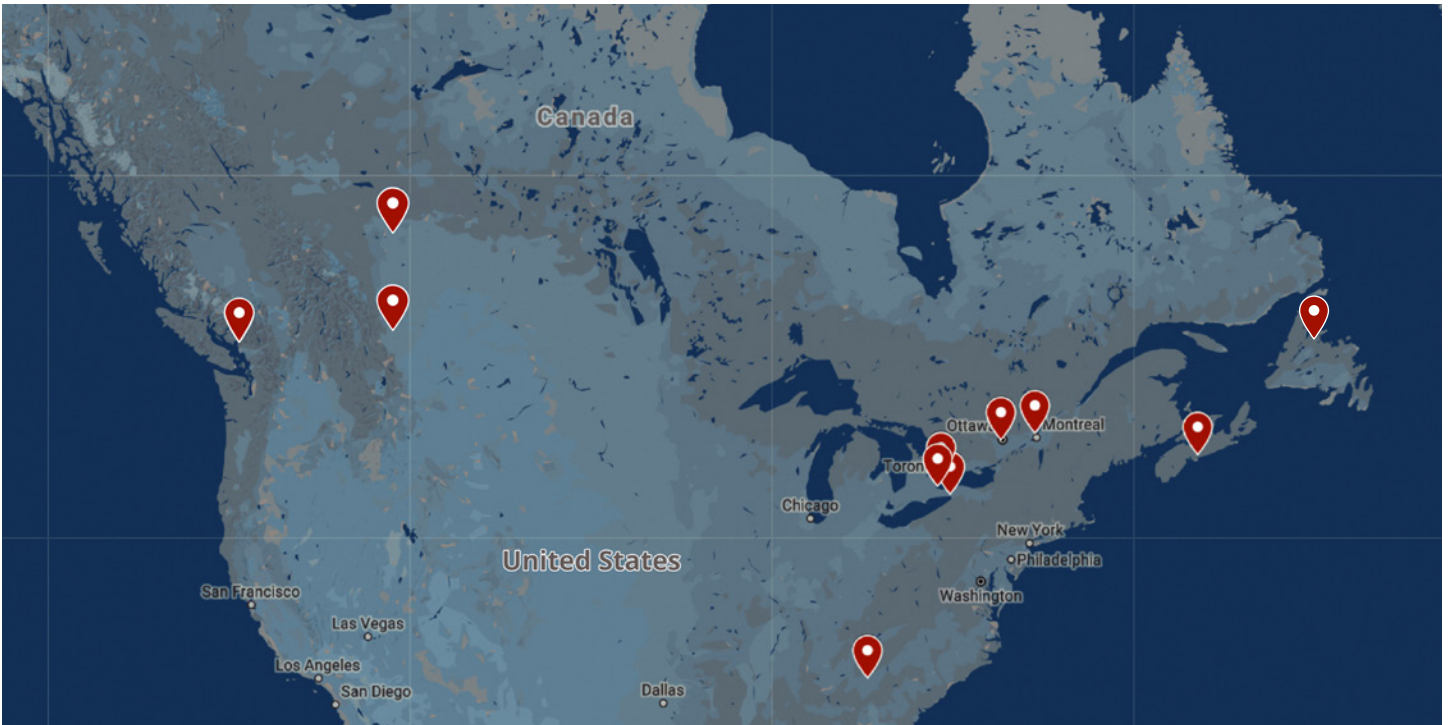 Canada
Ottaw
Montreal
Toron
Chicago
New York
United States
Philadelphia
San Francisco
Washington
Las Vegas
Los Angeles
Dallas
San Diego